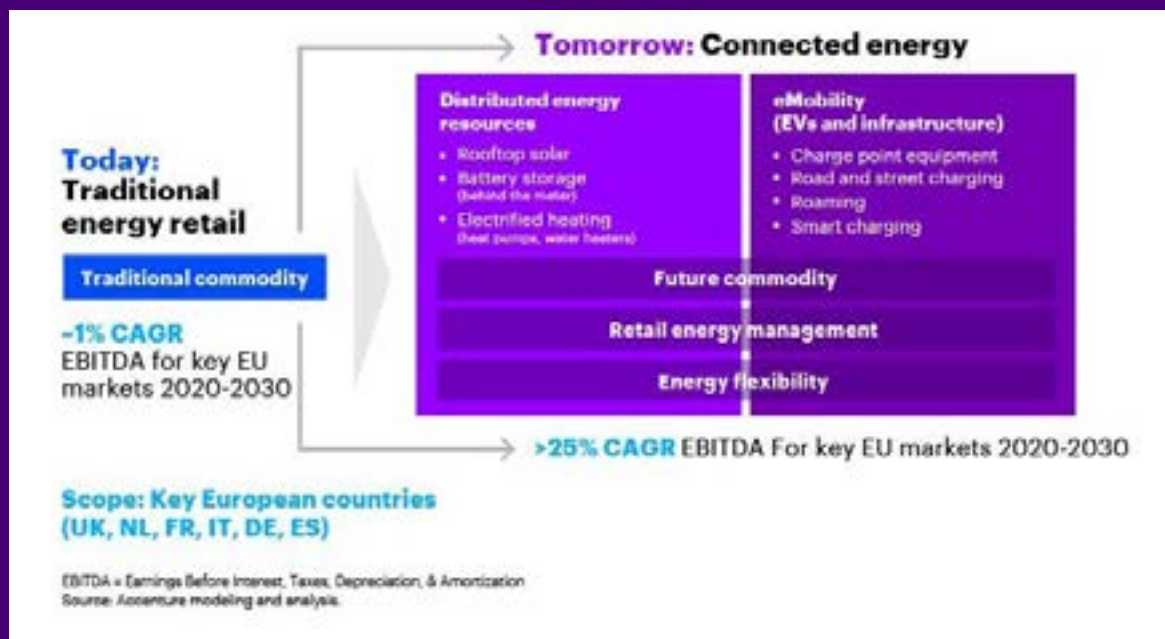 Tomorrow: Connected energy
Today:
Traditional
energy retail
Traditional commodity
~1% CAGR
EBITDA for key EU
markets 2020-2030
Distributed energy
resources
• Rooftop solar
• Battery storage
(behind the meter)
• Electrified heating
(heat pumps, water heaters)
eMobility
(EVs and infrastructure)
• Charge point equipment
• Road and street charging
• Roaming
• Smart charging
Future commodity
Retail energy management
Energy flexibility
>25% CAGR EBITDA For key EU markets 2020-2030
Scope: Key European countries
(UK, NL, FR, IT, DE, ES)
EBITDA = Earnings Before Interest, Taxes, Depreciation, & Amortization
Source: Accenture modeling and analysis.